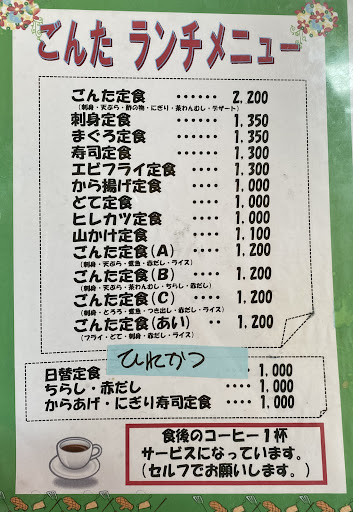 ごんた ランチメニュー
ごんた定食 ・・・・・・ 2,200
(刺身・天ぷら・酢の物・にぎり・茶わんむし・デザート)
刺身定食 ・・・・・・ 1,350
まぐろ定食 ・・・・・ 1,350
寿司定食 ・・・・・・ 1,300
エビフライ定食 ・・・・ 1,300
から揚げ定食 ・・・・・ 1,000
どて定食 ・・・・・・ 1,000
ヒレカツ定食 ・・・・・ 1,000
山かけ定食 ・・・・・ 1,100
ごんた定食(A) ・・・・ 1,200
(刺身・天ぷら・煮魚・赤だし・ライス)
ごんた定食(B) ・・・・ 1,200
(刺身・天ぷら・茶わんむし・ちらし・赤だし)
ごんた定食(C) ・・・・ 1,200
(刺身・とろろ・煮魚・つき出し・赤だし・ライス)
ごんた定食(あい) ・・ 1,200
(フライ・どて・刺身・赤だし・ライス)
ひれかつ
日替定食 ・・・・ 1,000
ちらし・赤だし ・・・・ 1,000
からあげ・にぎり寿司定食 ・・・・ 1,000
食後のコーヒー1杯
サービスになっています。
(セルフでお願いします。)